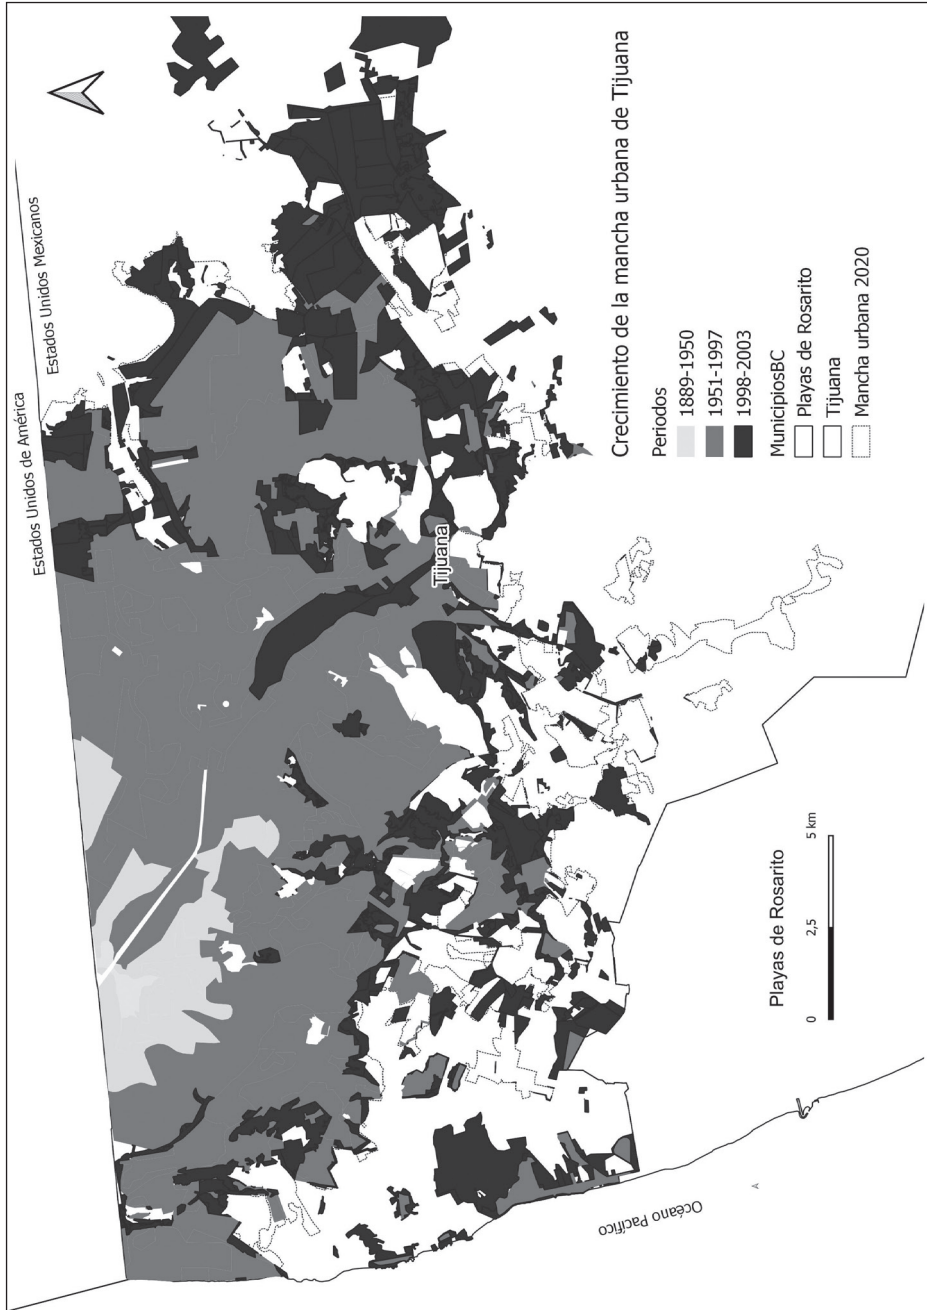 Estados Unidos de América
Estados Unidos Mexicanos
Tijuana
Océano Pacífico
Playas de Rosarito
0 2,5 5 km
Crecimiento de la mancha urbana de Tijuana
Periodos
1889-1950
1951-1997
1998-2003
MunicipiosBC
Playas de Rosarito
Tijuana
Mancha urbana 2020